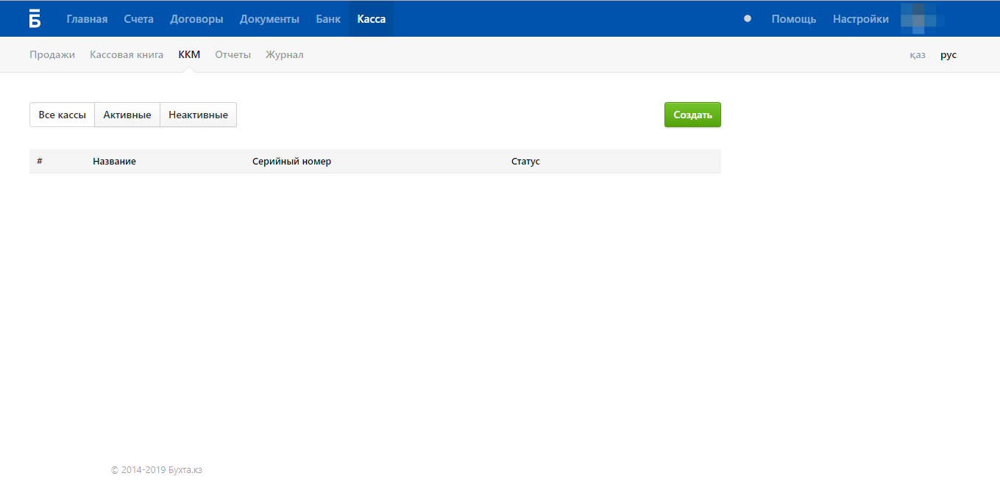 Б Главная Счета Договоры Документы Банк Касса Помощь Настройки
Продажи Кассовая книга ККМ Отчеты Журнал қаз рус
Все кассы Активные Неактивные Создать
# Название Серийный номер Статус
© 2014-2019 Бухта.кз